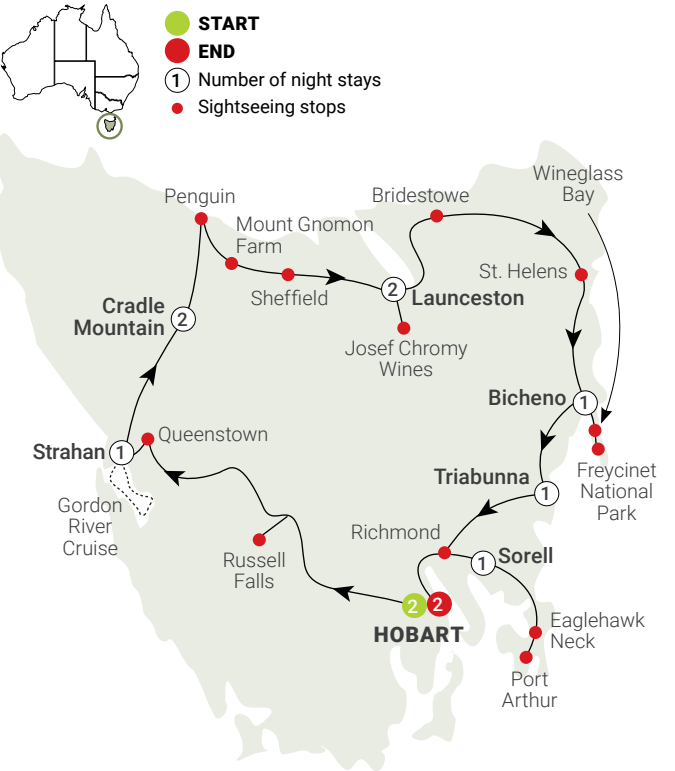 START
END
1 Number of night stays
Sightseeing stops
Wineglass
Bay
Penguin
Bridestowe
Mount Gnomon
Farm
St. Helens
Sheffield
2 Launceston
Cradle
Mountain 2
Josef Chromy
Wines
Bicheno 1
Queenstown
Strahan 1
Freycinet
National
Park
Triabunna
1
Gordon
River
Cruise
Richmond
Russell
Falls
1 Sorell
2 2
HOBART
Eaglehawk
Neck
Port
Arthur